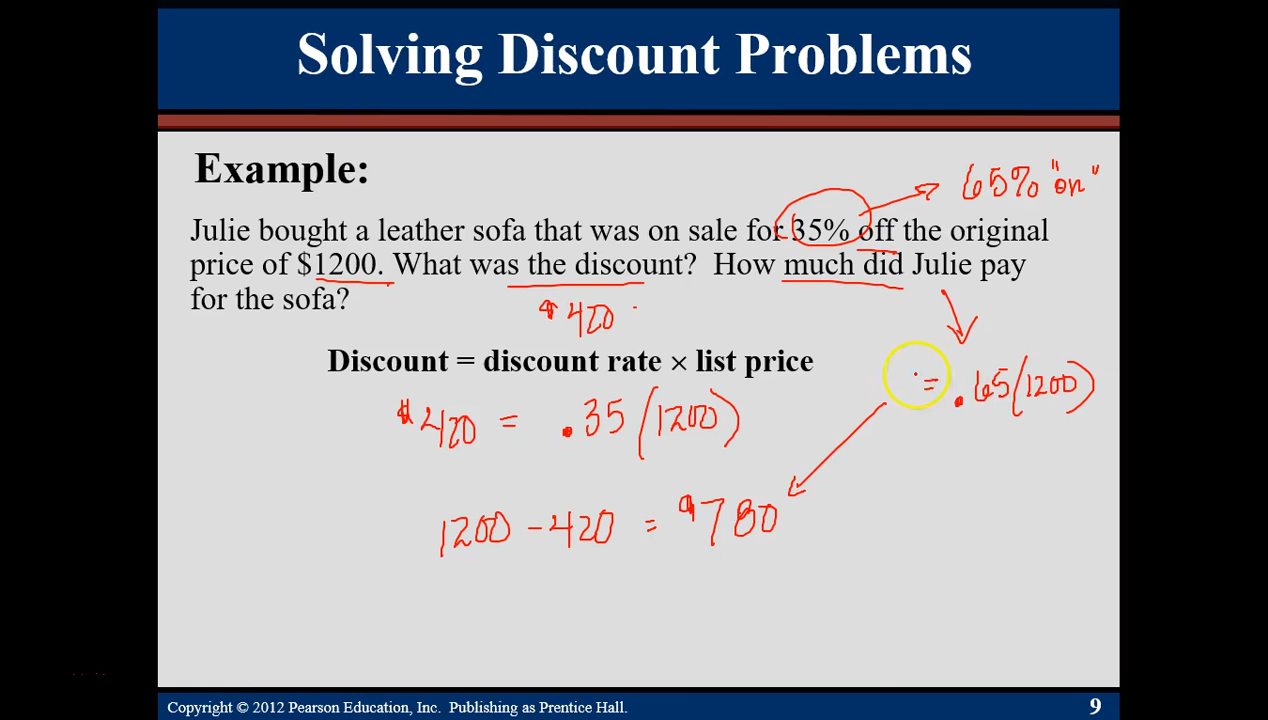 Solving Discount Problems
Example:
65% "on"
Julie bought a leather sofa that was on sale for 35% off the original
price of $1200. What was the discount? How much did Julie pay
for the sofa?
$420
Discount = discount rate × list price
= .65(1200)
$420 = .35(1200)
1200 - 420 = $780
Copyright © 2012 Pearson Education, Inc. Publishing as Prentice Hall.
9